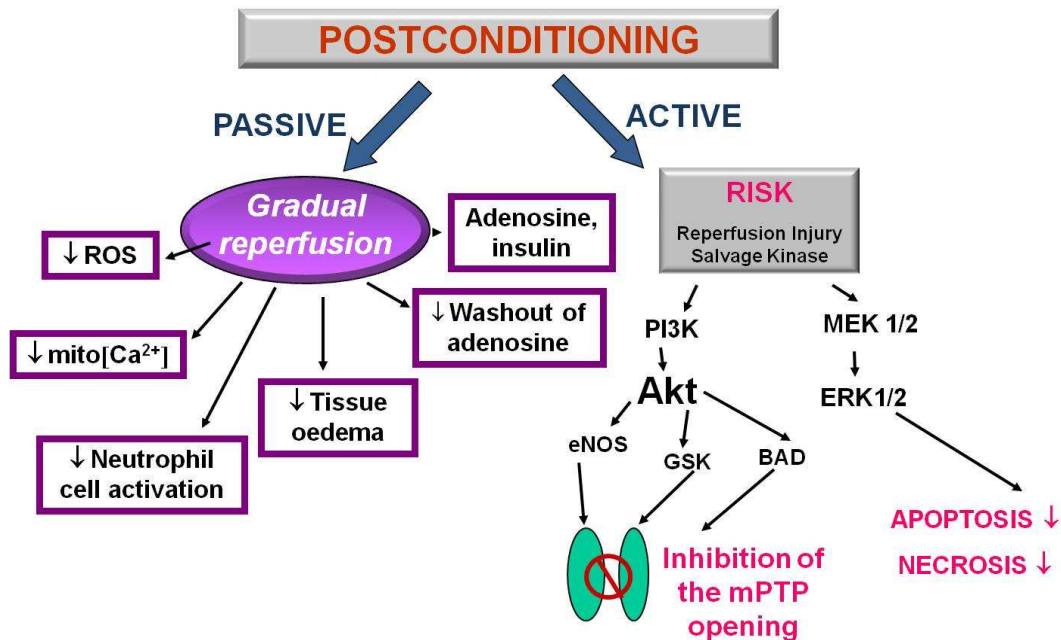 POSTCONDITIONING
PASSIVE
ACTIVE
Gradual
reperfusion
Adenosine,
insulin
↓ ROS
↓ Washout of
adenosine
↓ mito[Ca²⁺]
↓ Tissue
oedema
↓ Neutrophil
cell activation
RISK
Reperfusion Injury
Salvage Kinase
PI3K
MEK 1/2
Akt
ERK1/2
eNOS
GSK
BAD
Inhibition of
the mPTP
opening
APOPTOSIS ↓
NECROSIS ↓